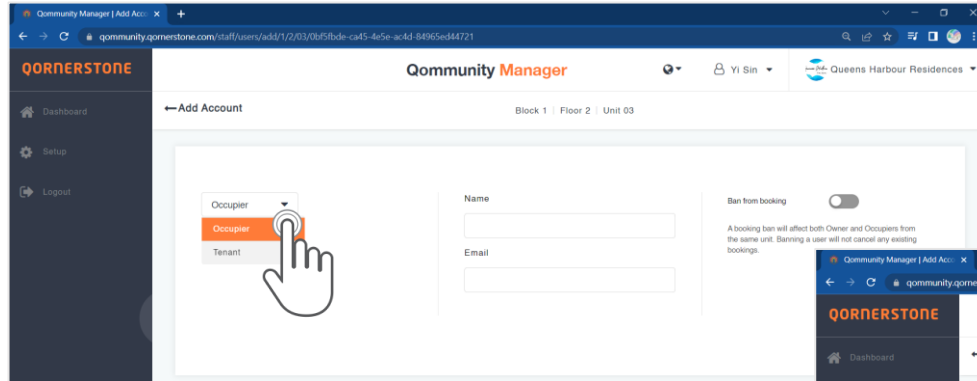 Qommunity Manager | Add Acco
qommunity.qornerstone.com/staff/users/add/1/2/03/0bf5fbde-ca45-4e5e-ac4d-84965ed44721
QORNERSTONE
Qommunity Manager
Yi Sin
Queens Harbour Residences
Dashboard
Setup
Logout
←Add Account
Block 1 | Floor 2 | Unit 03
Occupier
Occupier
Tenant
Name
Email
Ban from booking
A booking ban will affect both Owner and Occupiers from
the same unit. Banning a user will not cancel any existing
bookings.
Qommunity Manager | Add Acco
qommunity.qorne
QORNERSTONE
Dashboard